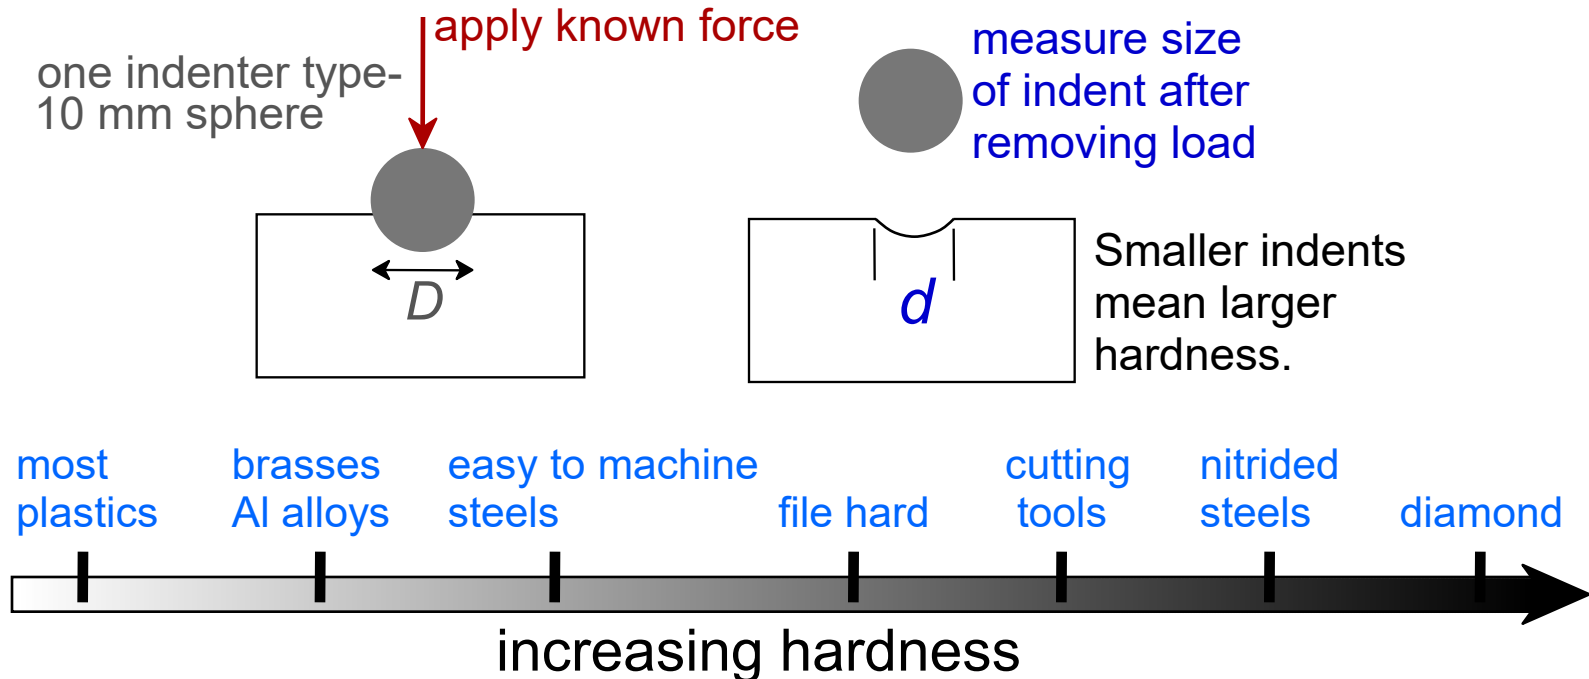 apply known force
one indenter type-
10 mm sphere
D
measure size
of indent after
removing load
d
Smaller indents
mean larger
hardness.
most
plastics
brasses
Al alloys
easy to machine
steels
file hard
cutting
tools
nitrided
steels
diamond
increasing hardness